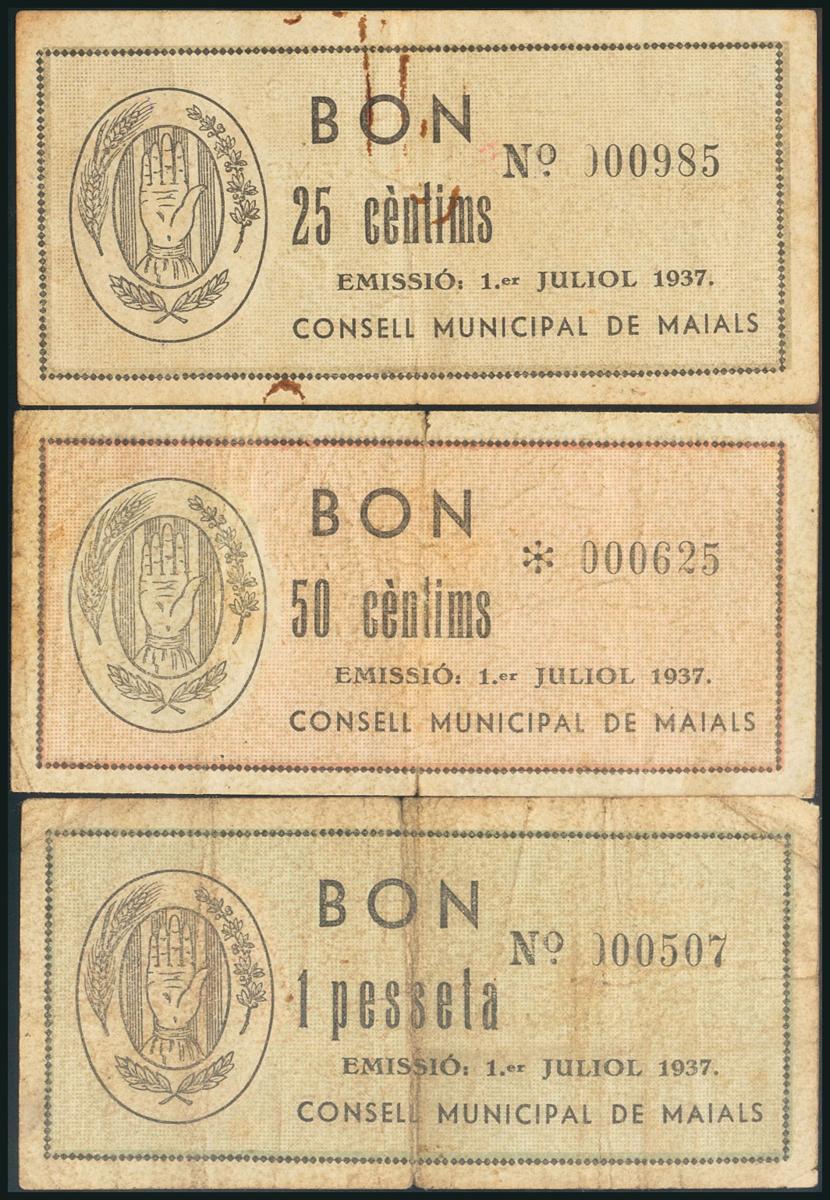 BON
Nº 000985
25 cèntims
EMISSIÓ: 1.er JULIOL 1937.
CONSELL MUNICIPAL DE MAIALS
BON
* 000625
50 cèntims
EMISSIÓ: 1.er JULIOL 1937.
CONSELL MUNICIPAL DE MAIALS
BON
Nº 000507
1 pesseta
EMISSIÓ: 1.er JULIOL 1937.
CONSELL MUNICIPAL DE MAIALS